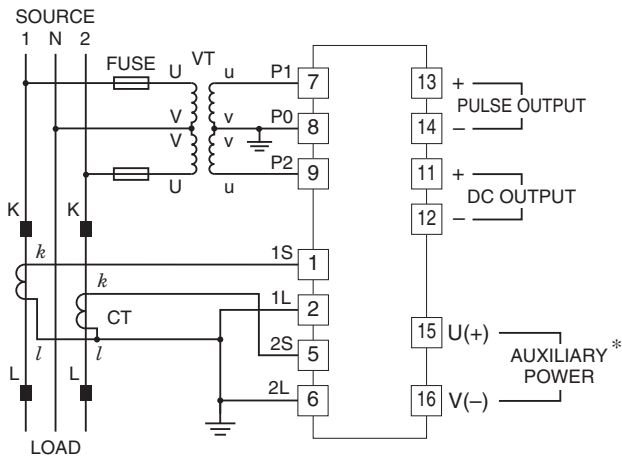 SOURCE
1 N 2
FUSE
VT
U u P1 7
V v P0 8
V v
U u P2 9
13 +
PULSE OUTPUT
14 −
11 +
DC OUTPUT
12 −
K K
k 1S 1
k 1L 2
CT
l l 2S 5
L L 2L 6
15 U(+)
AUXILIARY *
POWER
16 V(−)
LOAD